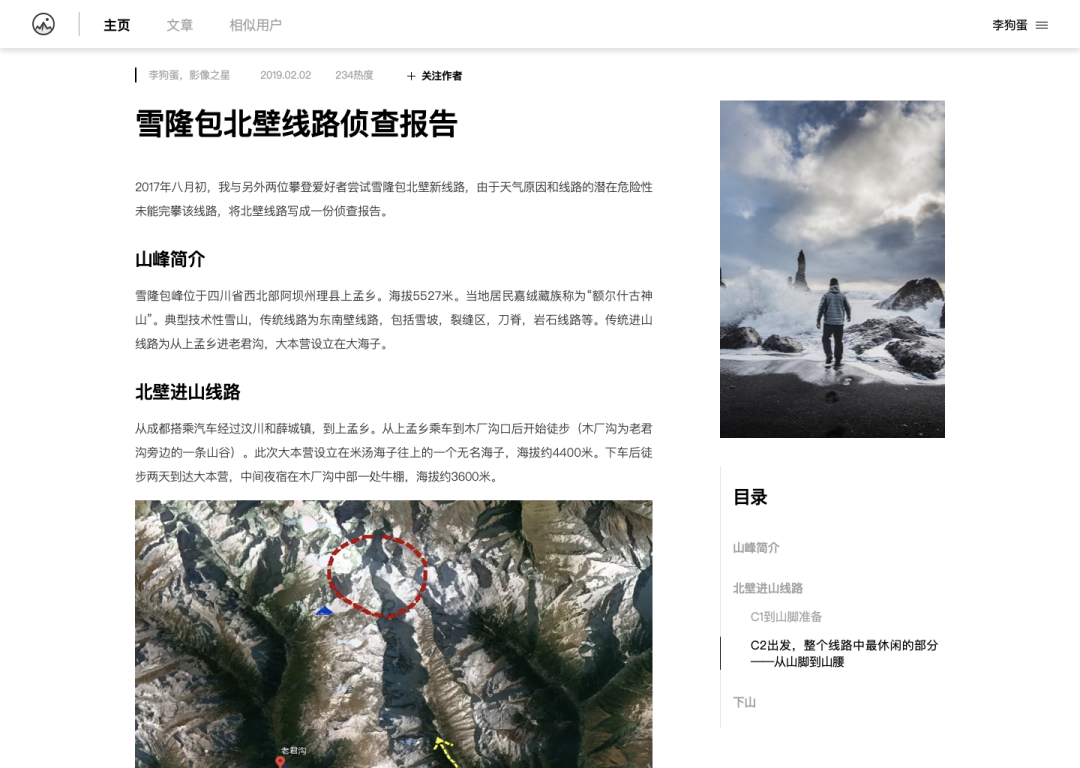 主页
文章
相似用户
李狗蛋
李狗蛋，影像之星
2019.02.02
234热度
+ 关注作者
雪隆包北壁线路侦查报告
2017年八月初，我与另外两位攀登爱好者尝试雪隆包北壁新线路，由于天气原因和线路的潜在危险性
未能完攀该线路，将北壁线路写成一份侦查报告。
山峰简介
雪隆包峰位于四川省西北部阿坝州理县上孟乡。海拔5527米。当地居民嘉绒藏族称为“额尔什古神
山”。典型技术性雪山，传统线路为东南壁线路，包括雪坡，裂缝区，刀脊，岩石线路等。传统进山
线路为从上孟乡进老君沟，大本营设立在大海子。
北壁进山线路
从成都搭乘汽车经过汶川和薛城镇，到上孟乡。从上孟乡乘车到木厂沟口后开始徒步（木厂沟为老君
沟旁边的一条山谷）。此次大本营设立在米汤海子往上的一个无名海子，海拔约4400米。下车后徒
步两天到达大本营，中间夜宿在木厂沟中部一处牛棚，海拔约3600米。
老君沟
目录
山峰简介
北壁进山线路
C1到山脚准备
C2出发，整个线路中最休闲的部分
——从山脚到山腰
下山